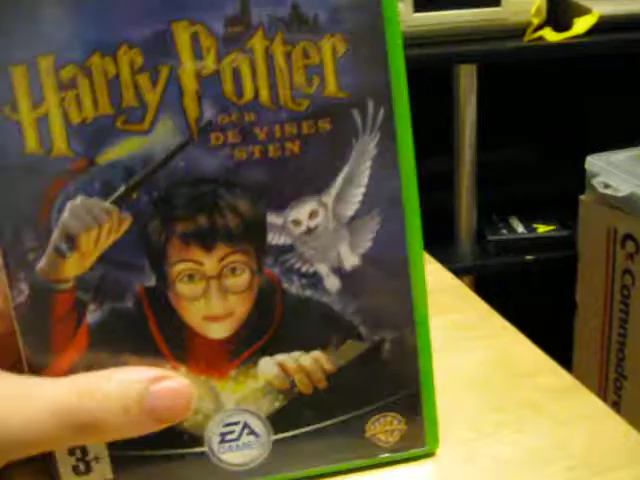 Harry Potter
OCH
DE VISES
STEN
EA
GAMES
3+
Commodore